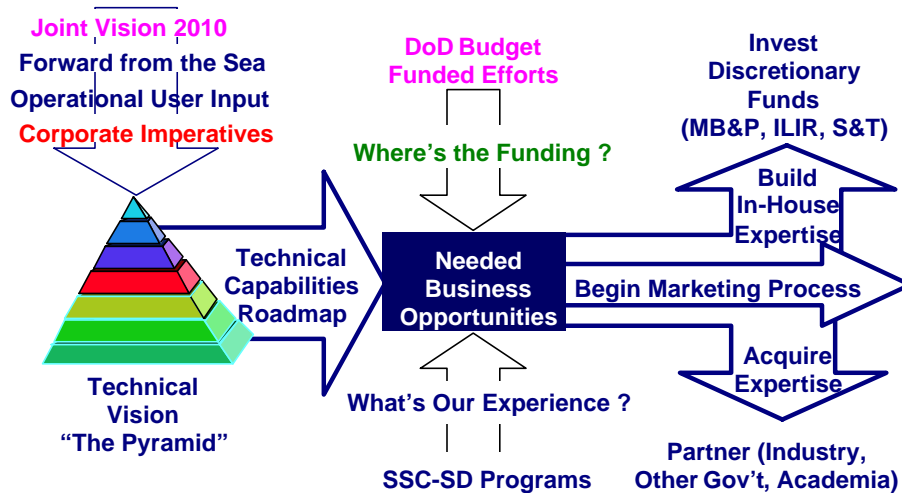 Joint Vision 2010
Forward from the Sea
Operational User Input
Corporate Imperatives
Technical
Vision
“The Pyramid”
Technical
Capabilities
Roadmap
DoD Budget
Funded Efforts
Where’s the Funding ?
Needed
Business
Opportunities
What’s Our Experience ?
SSC-SD Programs
Invest
Discretionary
Funds
(MB&P, ILIR, S&T)
Build
In-House
Expertise
Begin Marketing Process
Acquire
Expertise
Partner (Industry,
Other Gov’t, Academia)